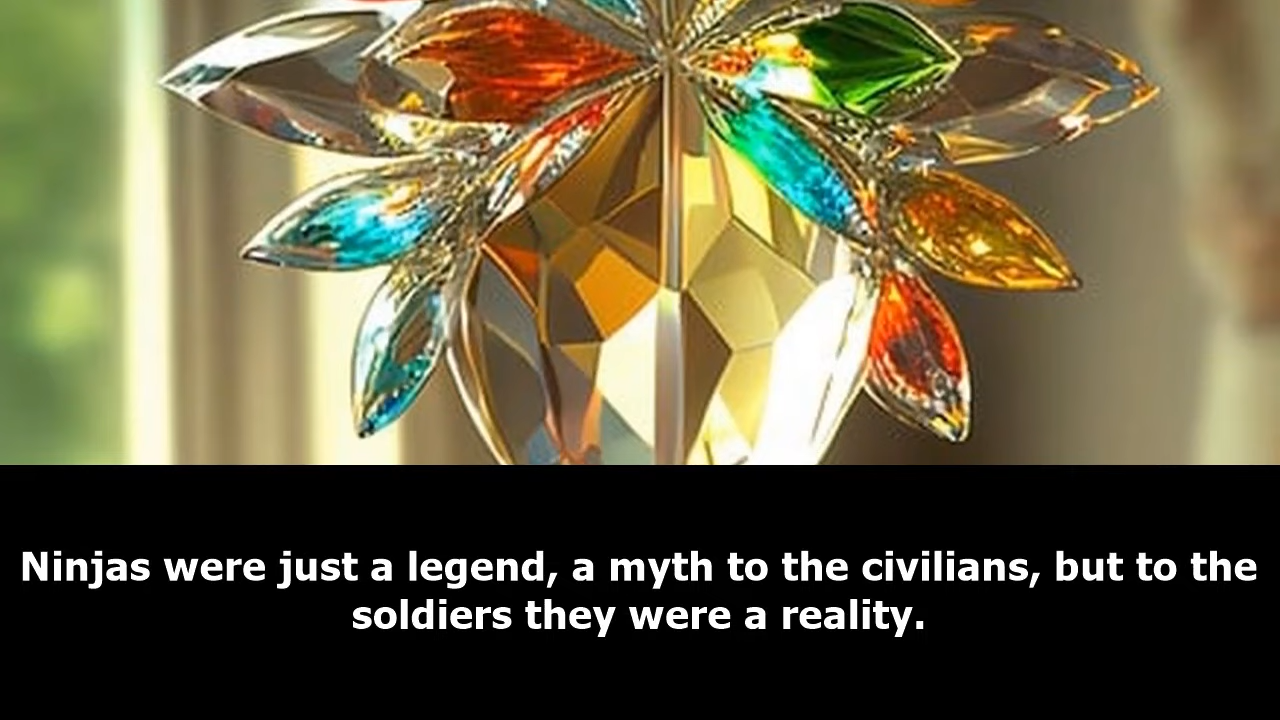 Ninjas were just a legend, a myth to the civilians, but to the
soldiers they were a reality.